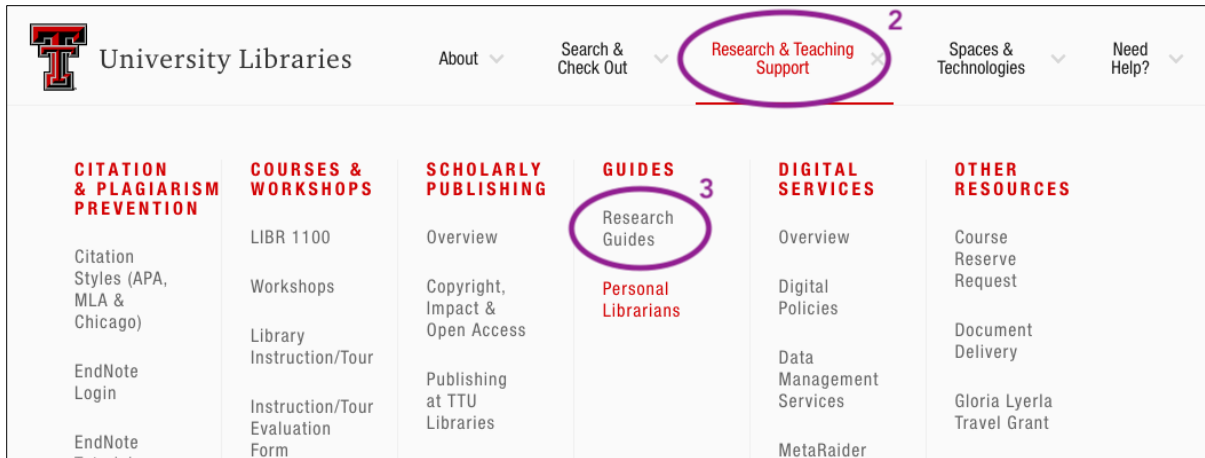 2
University Libraries
About
Search &
Check Out
Research & Teaching
Support
Spaces &
Technologies
Need
Help?
CITATION
& PLAGIARISM
PREVENTION
Citation
Styles (APA,
MLA &
Chicago)
EndNote
Login
EndNote
COURSES &
WORKSHOPS
LIBR 1100
Workshops
Library
Instruction/Tour
Instruction/Tour
Evaluation
Form
SCHOLARLY
PUBLISHING
Overview
Copyright,
Impact &
Open Access
Publishing
at TTU
Libraries
GUIDES
3
Research
Guides
Personal
Librarians
DIGITAL
SERVICES
Overview
Digital
Policies
Data
Management
Services
MetaRaider
OTHER
RESOURCES
Course
Reserve
Request
Document
Delivery
Gloria Lyerla
Travel Grant